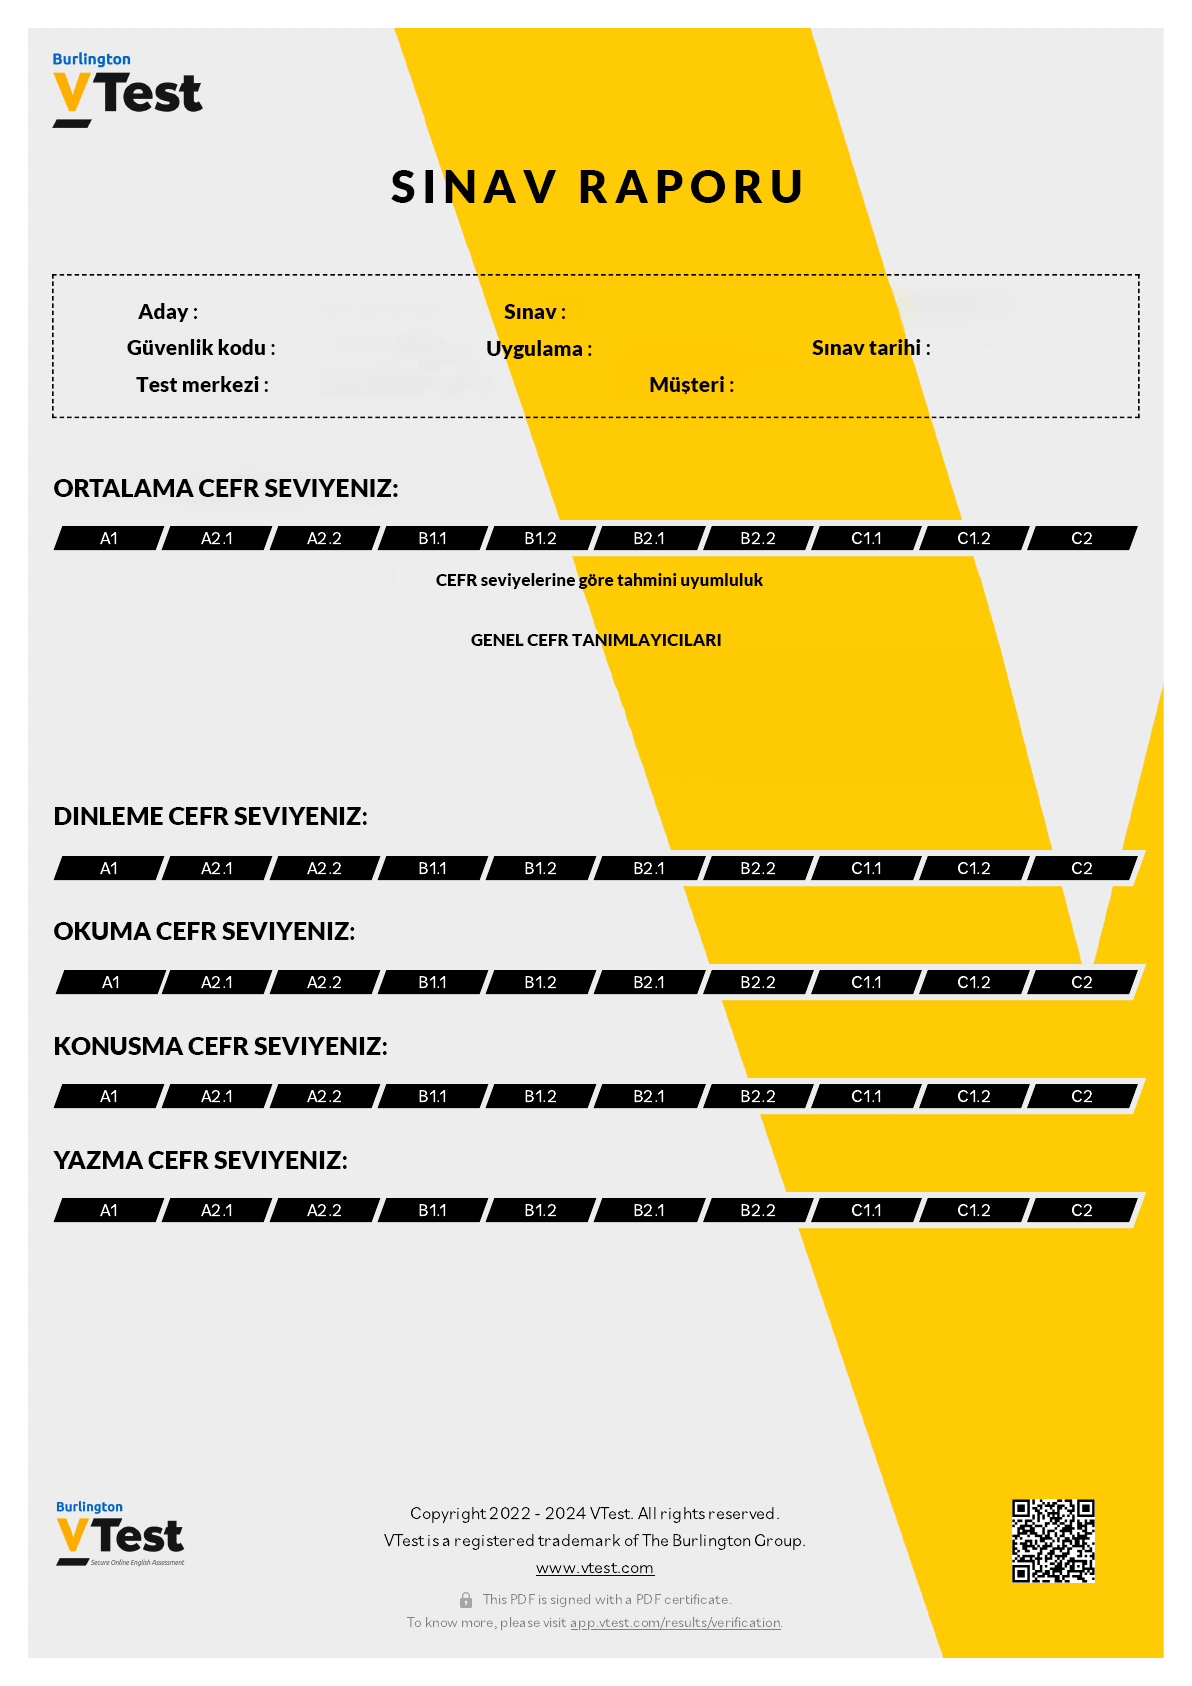 Burlington
VTest
SINAV RAPORU
Aday : Sınav :
Güvenlik kodu : Uygulama : Sınav tarihi :
Test merkezi : Müşteri :
ORTALAMA CEFR SEVIYENIZ:
A1 A2.1 A2.2 B1.1 B1.2 B2.1 B2.2 C1.1 C1.2 C2
CEFR seviyelerine göre tahmini uyumluluk
GENEL CEFR TANIMLAYICILARI
DINLEME CEFR SEVIYENIZ:
A1 A2.1 A2.2 B1.1 B1.2 B2.1 B2.2 C1.1 C1.2 C2
OKUMA CEFR SEVIYENIZ:
A1 A2.1 A2.2 B1.1 B1.2 B2.1 B2.2 C1.1 C1.2 C2
KONUSMA CEFR SEVIYENIZ:
A1 A2.1 A2.2 B1.1 B1.2 B2.1 B2.2 C1.1 C1.2 C2
YAZMA CEFR SEVIYENIZ:
A1 A2.1 A2.2 B1.1 B1.2 B2.1 B2.2 C1.1 C1.2 C2
Burlington
VTest
Secure Online English Assessment
Copyright 2022 - 2024 VTest. All rights reserved.
VTest is a registered trademark of The Burlington Group.
www.vtest.com
This PDF is signed with a PDF certificate.
To know more, please visit app.vtest.com/results/verification.